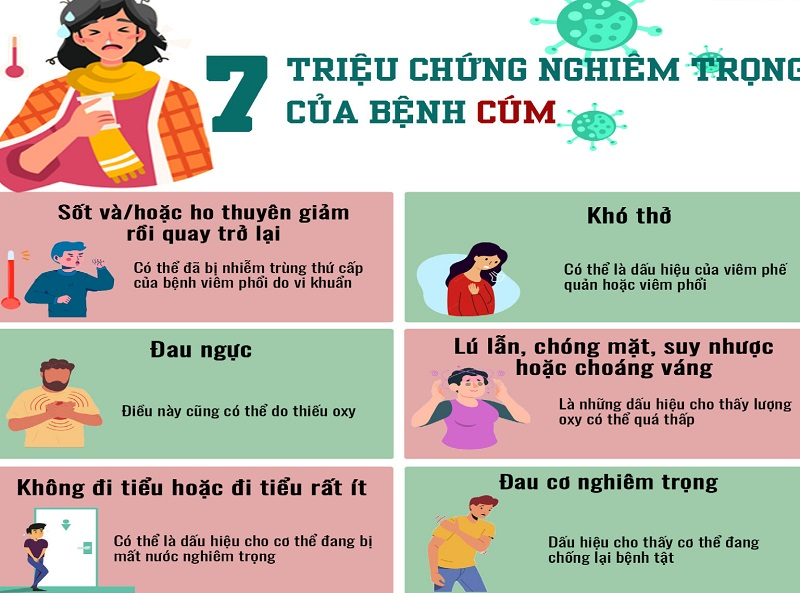 7 TRIỆU CHỨNG NGHIÊM TRỌNG
CỦA BỆNH CÚM
Sốt và/hoặc ho thuyên giảm
rồi quay trở lại
Có thể đã bị nhiễm trùng thứ cấp
của bệnh viêm phổi do vi khuẩn
Khó thở
Có thể là dấu hiệu của viêm phế
quản hoặc viêm phổi
Đau ngực
Điều này cũng có thể do thiếu oxy
Lú lẫn, chóng mặt, suy nhược
hoặc choáng váng
Là những dấu hiệu cho thấy lượng
oxy có thể quá thấp
Không đi tiểu hoặc đi tiểu rất ít
Có thể là dấu hiệu cho cơ thể đang bị
mất nước nghiêm trọng
Đau cơ nghiêm trọng
Dấu hiệu cho thấy cơ thể đang
chống lại bệnh tật